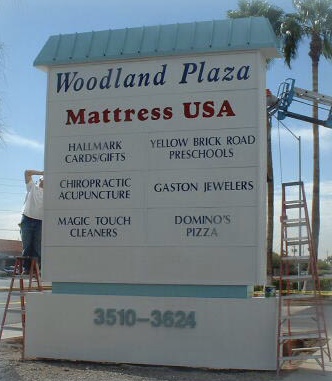 Woodland Plaza
Mattress USA
HALLMARK
CARDS/GIFTS
YELLOW BRICK ROAD
PRESCHOOLS
CHIROPRACTIC
ACUPUNCTURE
GASTON JEWELERS
MAGIC TOUCH
CLEANERS
DOMINO'S
PIZZA
3510-3624